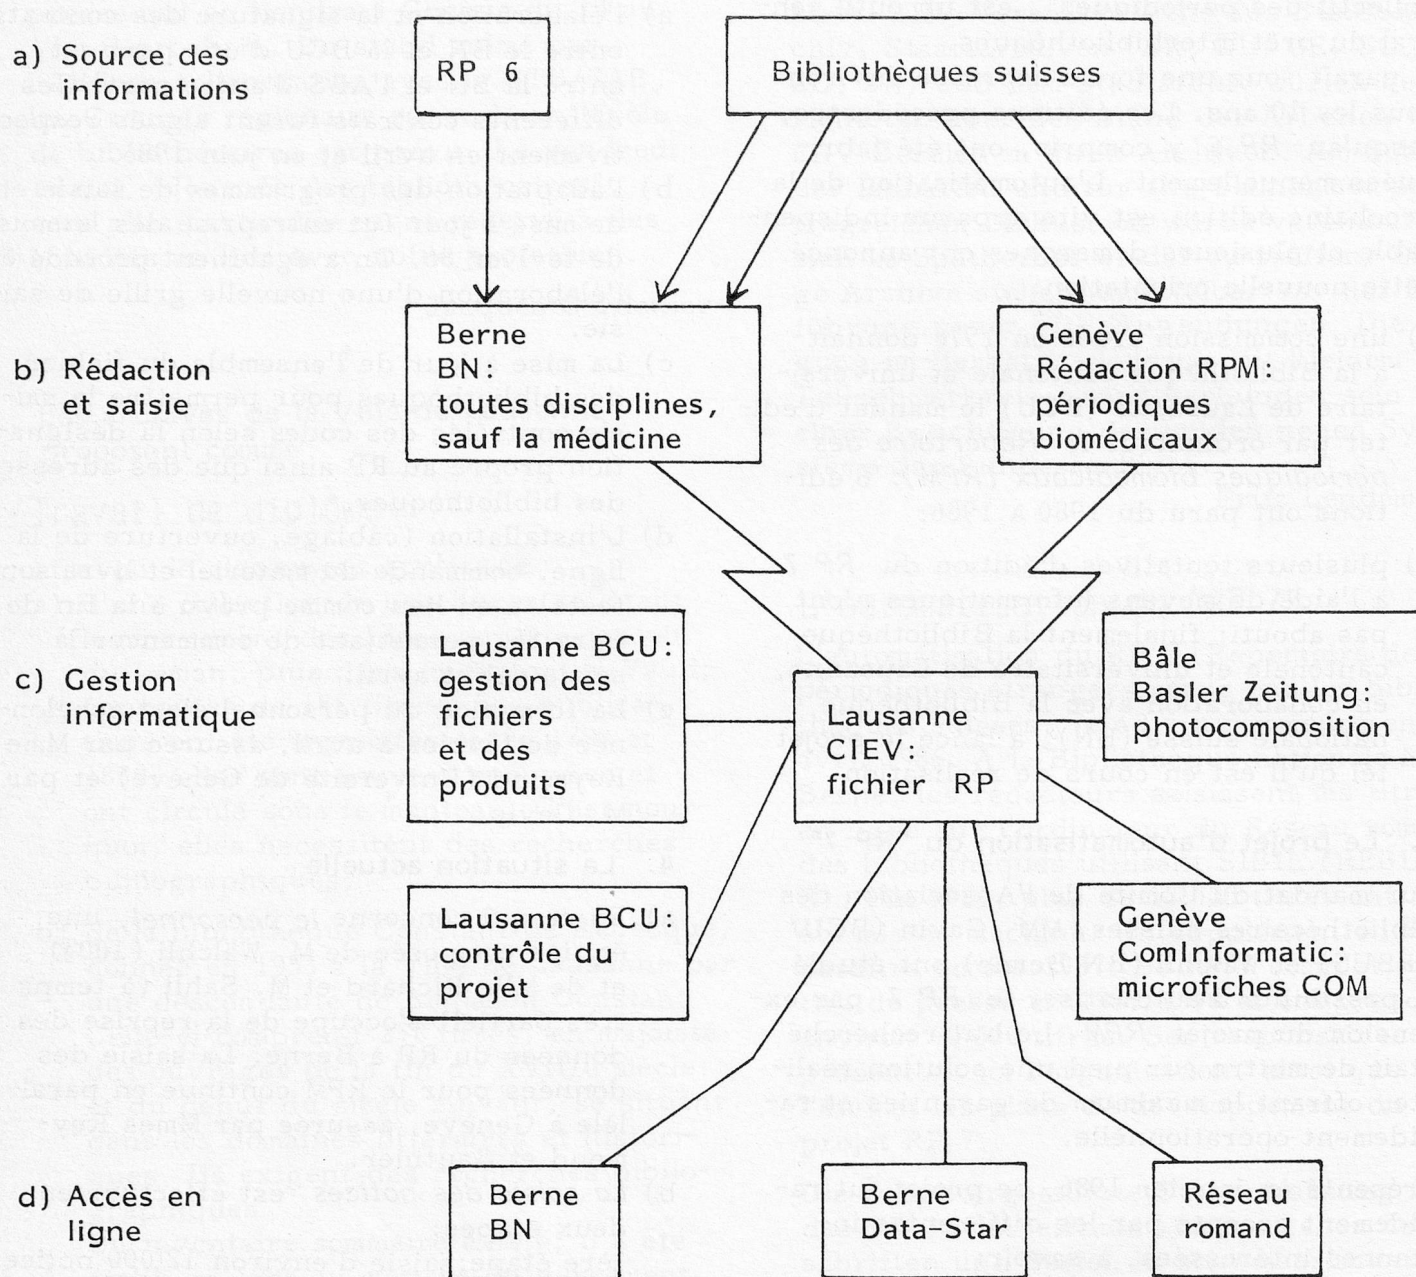 a) Source des
informations
RP 6
Bibliothèques suisses
b) Rédaction
et saisie
Berne
BN:
toutes disciplines,
sauf la médicine
Genève
Rédaction RPM:
périodiques
biomédicaux
c) Gestion
informatique
Lausanne BCU:
gestion des
fichiers
et des
produits
Lausanne
CIEV:
fichier RP
Bâle
Basler Zeitung:
photocomposition
Lausanne BCU:
contrôle du
projet
Genève
Cominformatic:
microfiches COM
d) Accès en
ligne
Berne
BN
Berne
Data-Star
Réseau
romand